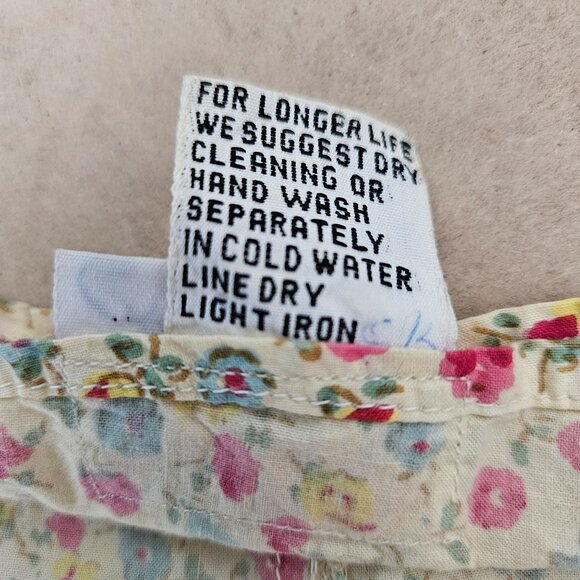 FOR LONGER LIFE
WE SUGGEST DRY
CLEANING OR
HAND WASH
SEPARATELY
IN COLD WATER
LINE DRY
LIGHT IRON